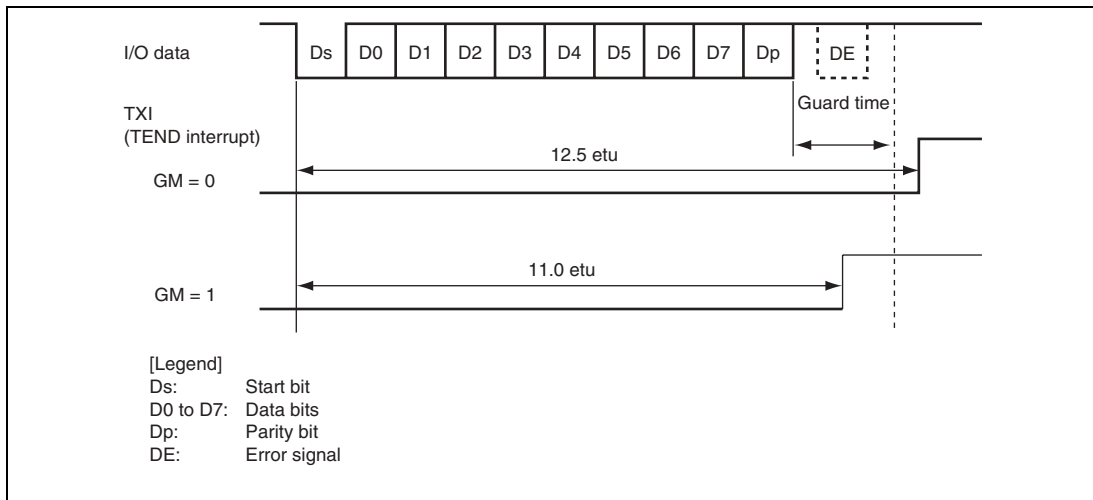 I/O data
Ds D0 D1 D2 D3 D4 D5 D6 D7 Dp DE
Guard time
TXI
(TEND interrupt)
12.5 etu
GM = 0
11.0 etu
GM = 1
[Legend]
Ds: Start bit
D0 to D7: Data bits
Dp: Parity bit
DE: Error signal